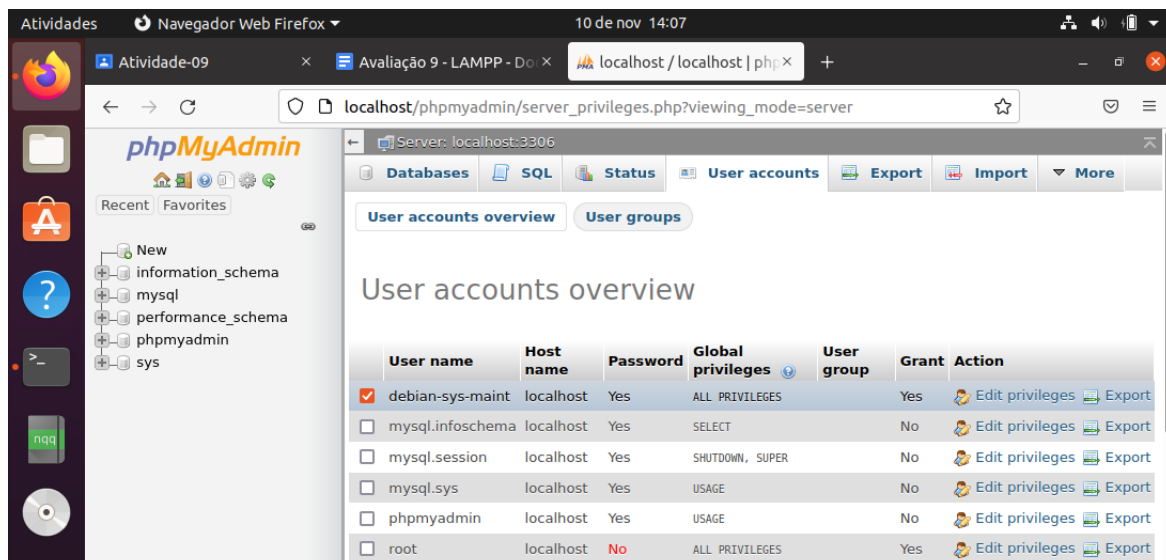 Atividades Navegador Web Firefox 10 de nov 14:07
Atividade-09 × Avaliação 9 - LAMPP - Do × localhost / localhost | php × +
localhost/phpmyadmin/server_privileges.php?viewing_mode=server
phpMyAdmin
Recent Favorites
New
information_schema
mysql
performance_schema
phpmyadmin
sys
Server: localhost:3306
Databases SQL Status User accounts Export Import More
User accounts overview User groups
User accounts overview
User name Host name Password Global privileges User group Grant Action
debian-sys-maint localhost Yes ALL PRIVILEGES Yes Edit privileges Export
mysql.infoschema localhost Yes SELECT No Edit privileges Export
mysql.session localhost Yes SHUTDOWN, SUPER No Edit privileges Export
mysql.sys localhost Yes USAGE No Edit privileges Export
phpmyadmin localhost Yes USAGE No Edit privileges Export
root localhost No ALL PRIVILEGES Yes Edit privileges Export
nqq